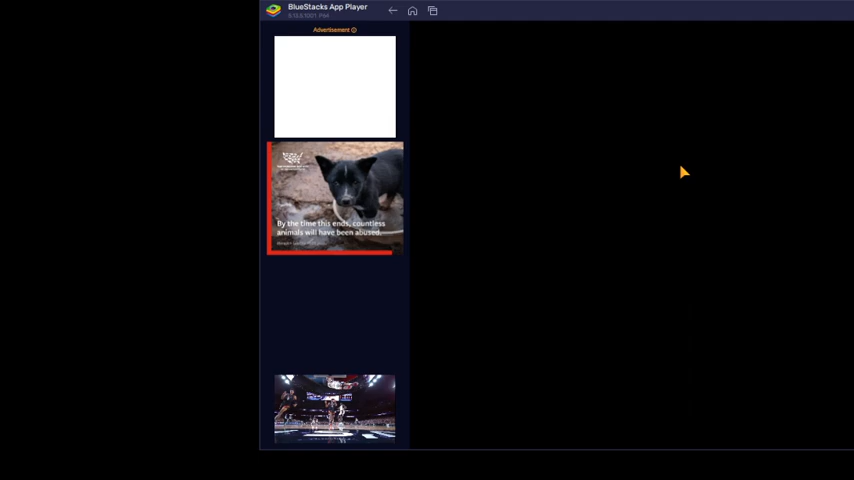 BlueStacks App Player
Advertisement
By the time this ends, countless
animals will have been abused.